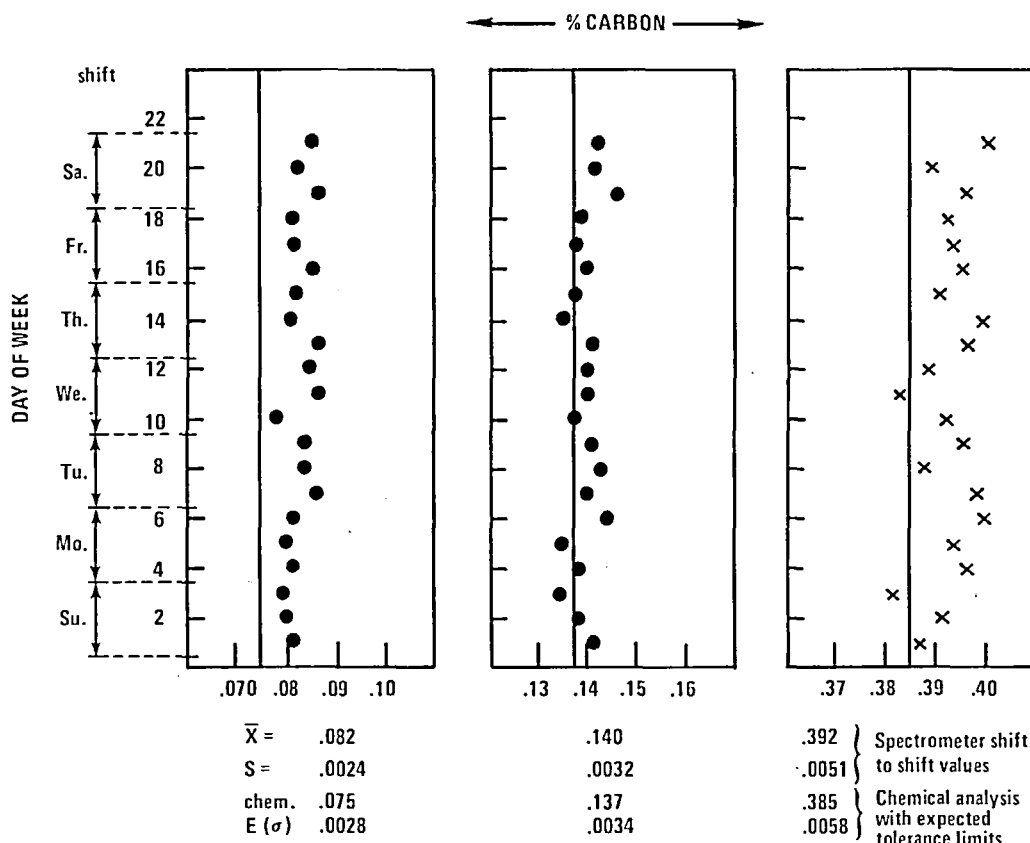 % CARBON
shift
DAY OF WEEK
22
20
18
16
14
12
10
8
6
4
2
Sa.
Fr.
Th.
We.
Tu.
Mo.
Su.
.070 .08 .09 .10
.13 .14 .15 .16
.37 .38 .39 .40
X̅ = .082 .140 .392
S = .0024 .0032 .0051
Spectrometer shift
to shift values
chem. .075 .137 .385
E (σ) .0028 .0034 .0058
Chemical analysis
with expected
tolerance limits